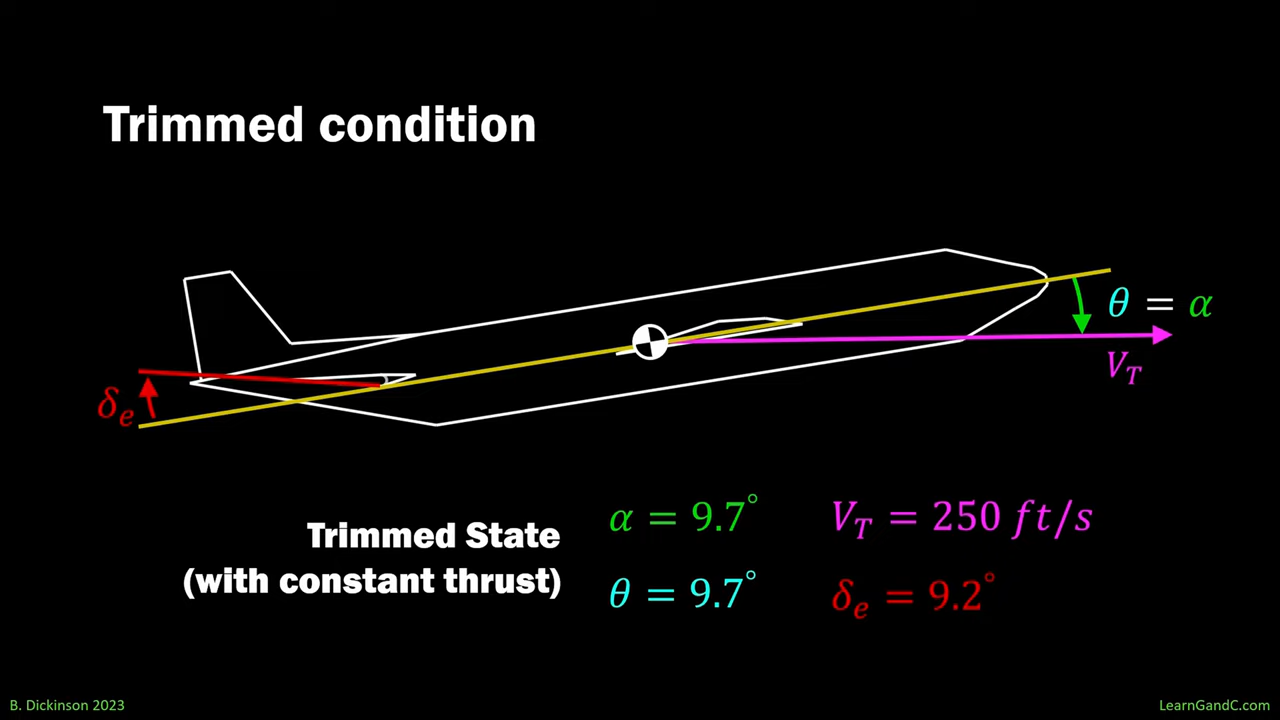 Trimmed condition
θ = α
V_T
δ_e
Trimmed State
(with constant thrust)
α = 9.7°
V_T = 250 ft/s
θ = 9.7°
δ_e = 9.2°
B. Dickinson 2023
LearnGandC.com